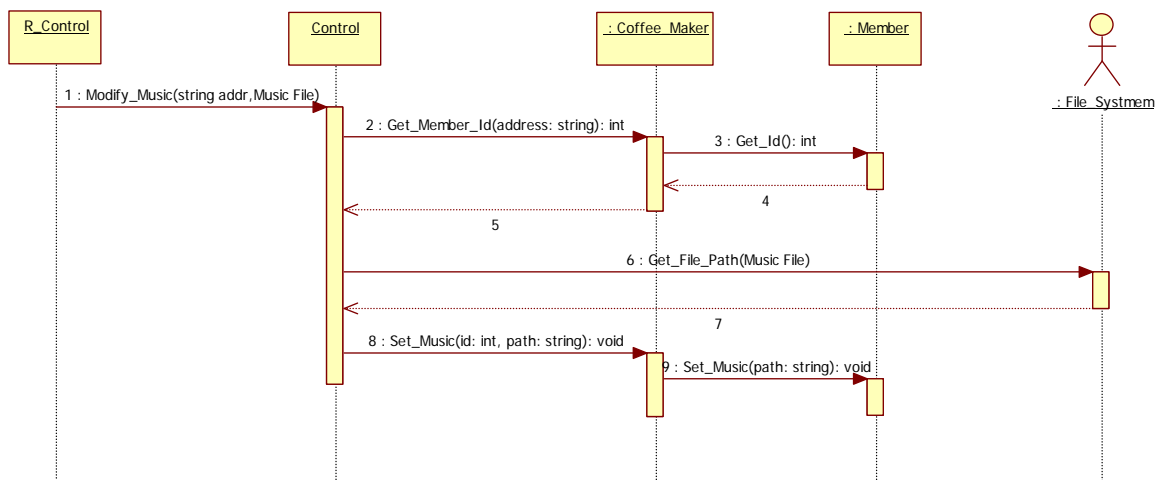 R_Control
Control
: Coffee_Maker
: Member
: File_Systmem
1 : Modify_Music(string addr,Music File)
2 : Get_Member_Id(address: string): int
3 : Get_Id(): int
4
5
6 : Get_File_Path(Music File)
7
8 : Set_Music(id: int, path: string): void
9 : Set_Music(path: string): void